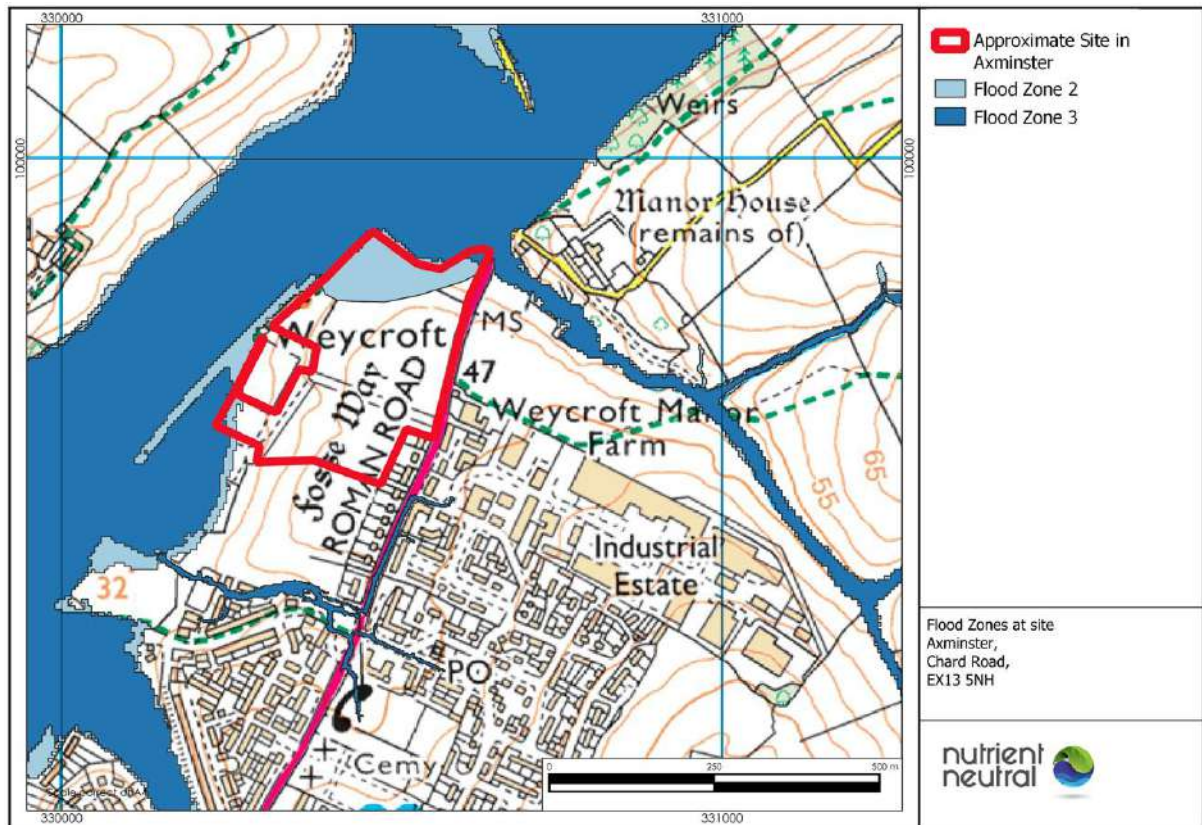 330000
331000
100000
100000
Weirs
Manor House
(remains of)
Weycroft
MS
47
Fosse Way
ROMAN ROAD
Weycroft Manor
Farm
65
55
Industrial
Estate
32
PO
Cemy
0
250
500 m
330000
331000
Approximate Site in
Axminster
Flood Zone 2
Flood Zone 3
Flood Zones at site
Axminster,
Chard Road,
EX13 5NH
nutrient
neutral